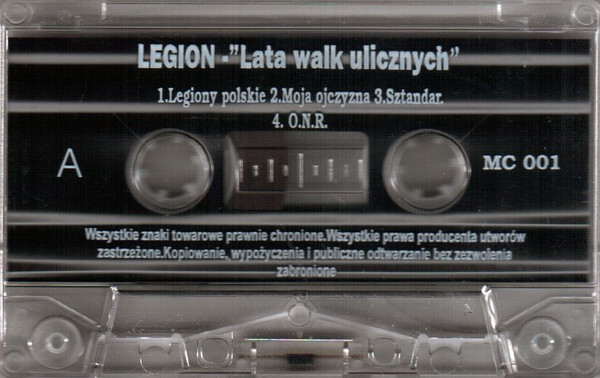 LEGION -"Lata walk ulicznych"
1.Legiony polskie 2.Moja ojczyzna 3.Sztandar.
4. O.N.R.
A
MC 001
Wszystkie znaki towarowe prawnie chronione.Wszystkie prawa producenta utworów
zastrzeżone.Kopiowanie, wypożyczenia i publiczne odtwarzanie bez zezwolenia
zabronione